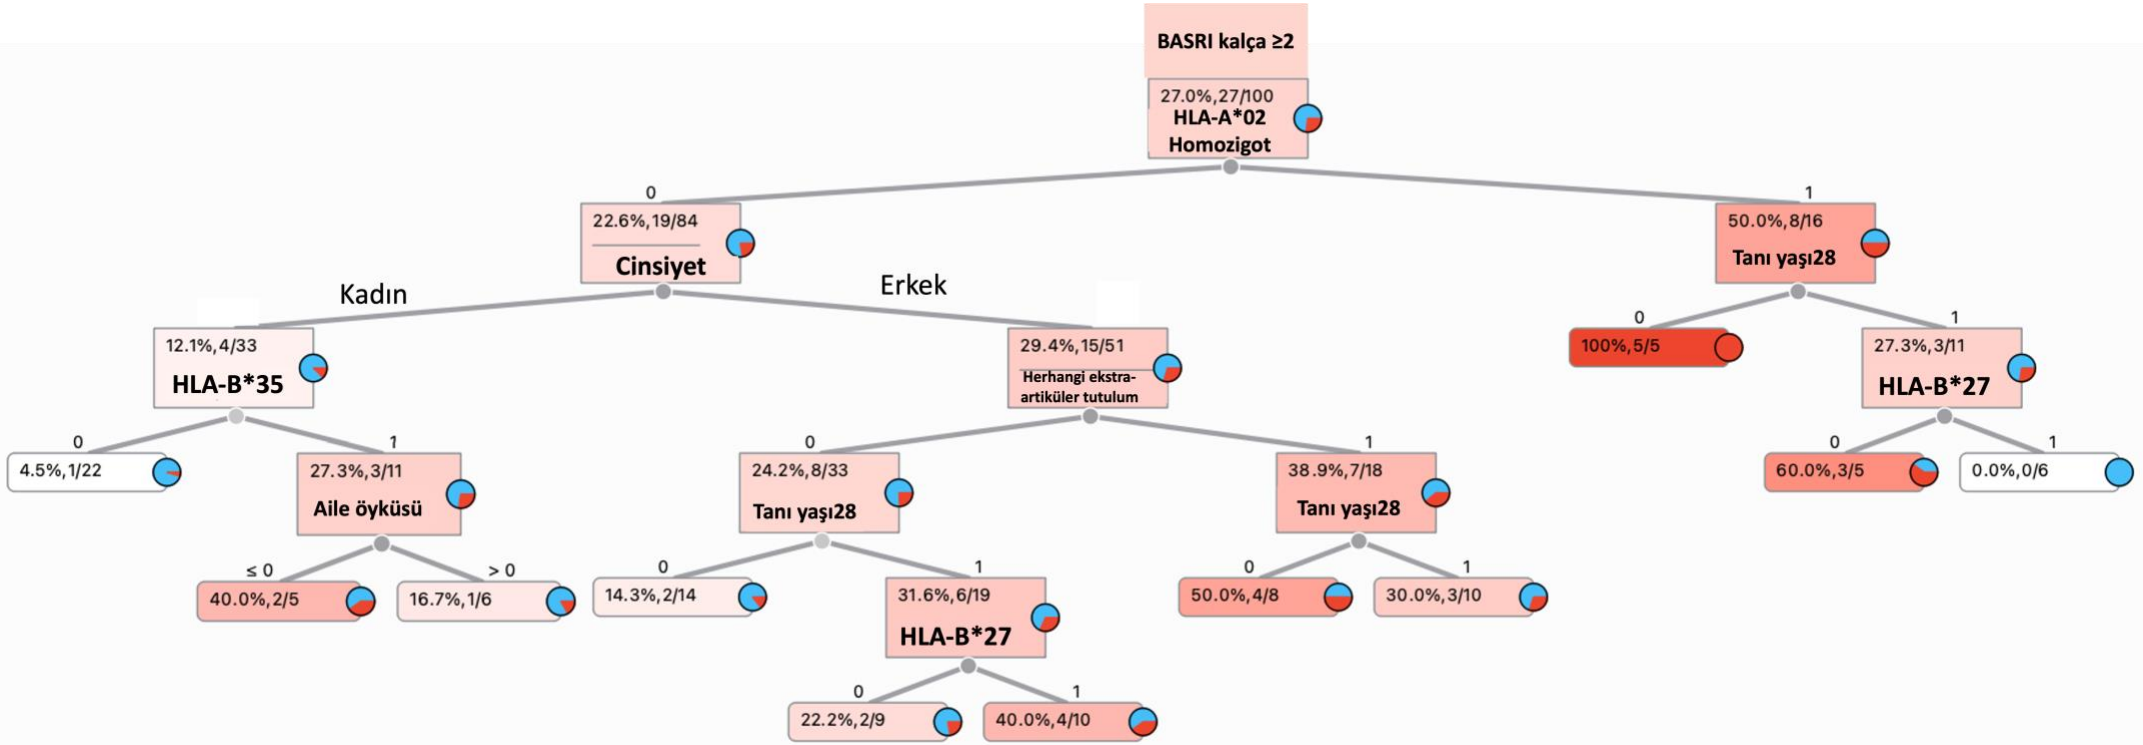 BASRI kalça ≥2
27.0%,27/100
HLA-A*02
Homozigot
0
1
22.6%,19/84
Cinsiyet
50.0%,8/16
Tanı yaşı28
Kadın
Erkek
0
1
12.1%,4/33
HLA-B*35
29.4%,15/51
Herhangi ekstra-
artiküler tutulum
100%,5/5
27.3%,3/11
HLA-B*27
0
1
0
1
0
1
4.5%,1/22
27.3%,3/11
Aile öyküsü
24.2%,8/33
Tanı yaşı28
38.9%,7/18
Tanı yaşı28
60.0%,3/5
0.0%,0/6
≤ 0
> 0
0
1
0
1
40.0%,2/5
16.7%,1/6
14.3%,2/14
31.6%,6/19
HLA-B*27
50.0%,4/8
30.0%,3/10
0
1
22.2%,2/9
40.0%,4/10